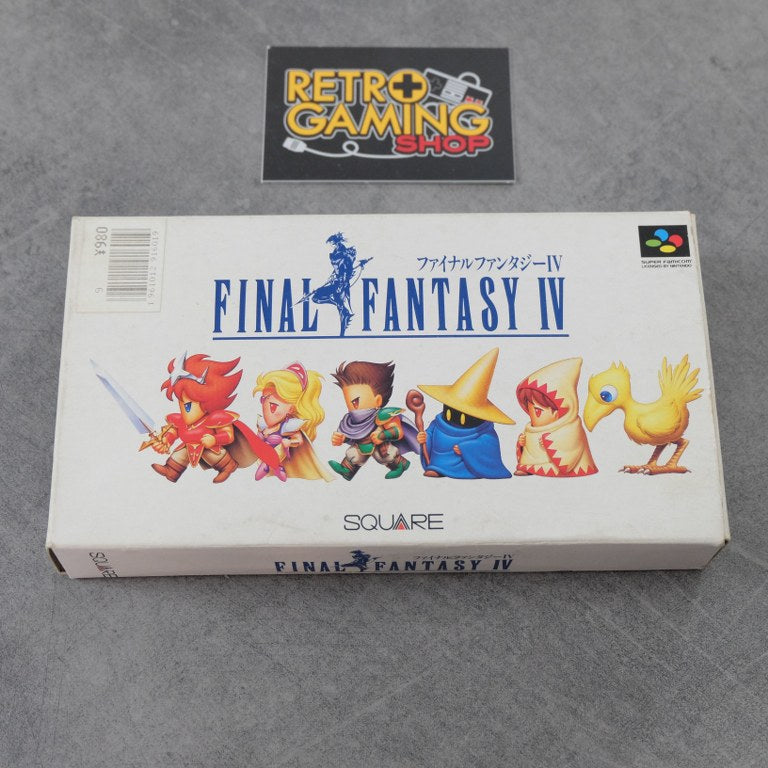 RETRO
GAMING
SHOP
ファイナルファンタジーIV
FINAL FANTASY IV
SUPER FAMICOM
LICENSED BY NINTENDO
SQUARE
SQUARE
ファイナルファンタジーIV
FINAL FANTASY IV